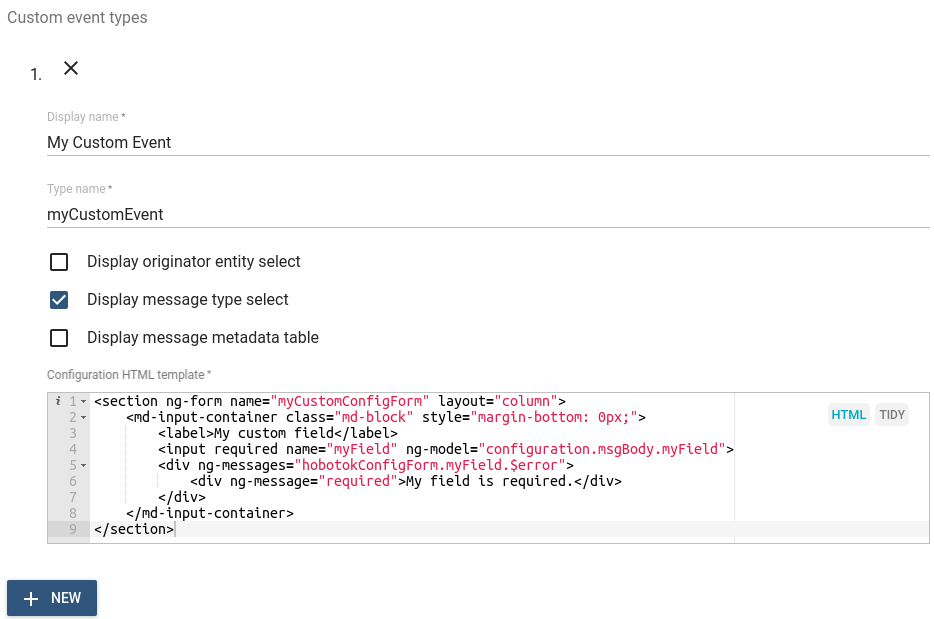 Custom event types
1.
Display name *
My Custom Event
Type name *
myCustomEvent
Display originator entity select
Display message type select
Display message metadata table
Configuration HTML template *
i 1 <section ng-form name="myCustomConfigForm" layout="column">
2     <md-input-container class="md-block" style="margin-bottom: 0px;">
3         <label>My custom field</label>
4         <input required name="myField" ng-model="configuration.msgBody.myField">
5         <div ng-messages="hobotokConfigForm.myField.$error">
6             <div ng-message="required">My field is required.</div>
7         </div>
8     </md-input-container>
9 </section>
HTML TIDY
+ NEW